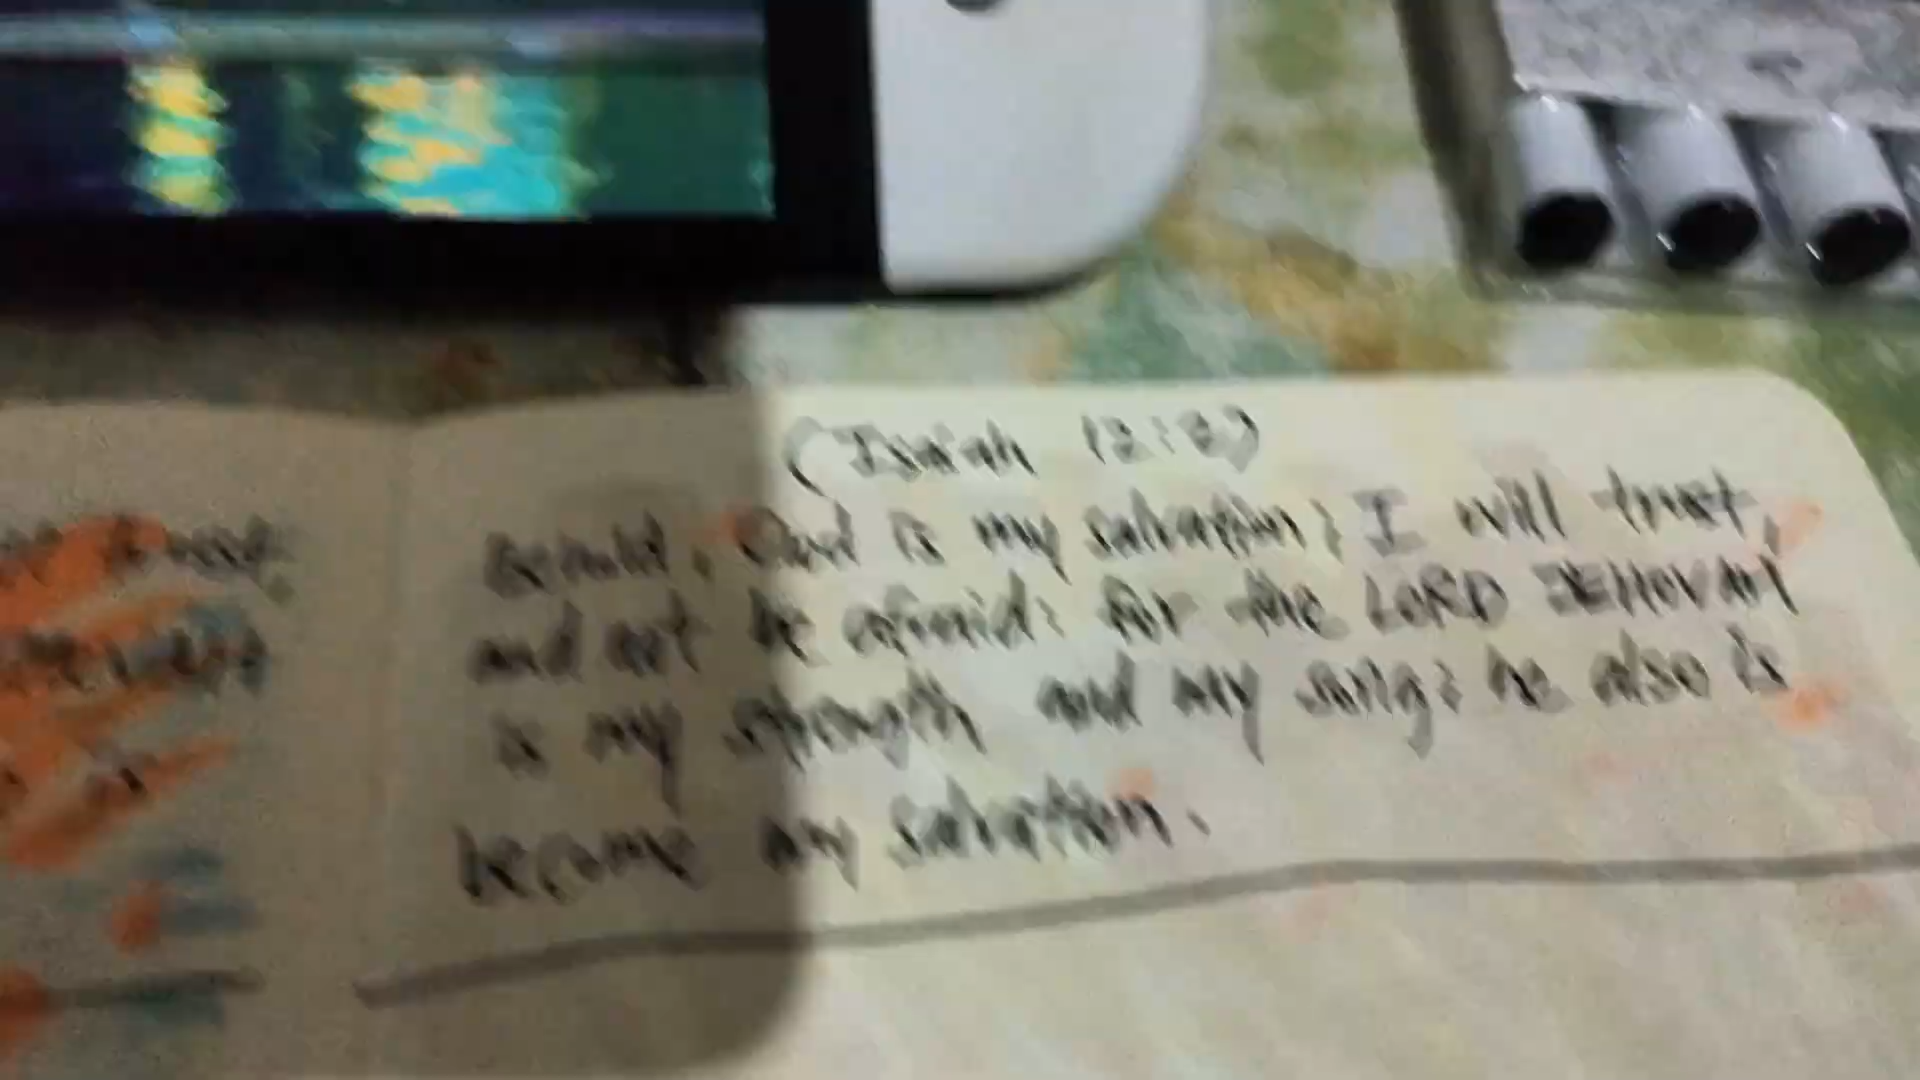 (Isaiah 12:2)
Behold, God is my salvation; I will trust,
and not be afraid: for the LORD JEHOVAH
is my strength and my song; he also is
become my salvation.